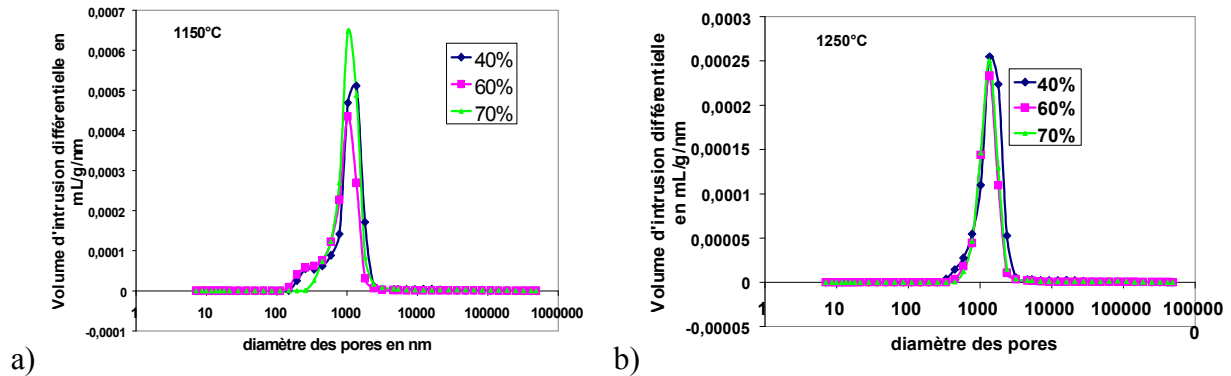 1150°C
Volume d'intrusion différentielle en
mL/g/nm
0,0007
0,0006
0,0005
0,0004
0,0003
0,0002
0,0001
0
-0,0001
40%
60%
70%
1 10 100 1000 10000 100000 1000000
diamètre des pores en nm
a)
1250°C
Volume d'intrusion différentielle
en mL/g/nm
0,0003
0,00025
0,0002
0,00015
0,0001
0,00005
0
-0,00005
40%
60%
70%
1 10 100 1000 10000 100000 100000
0
diamètre des pores
b)